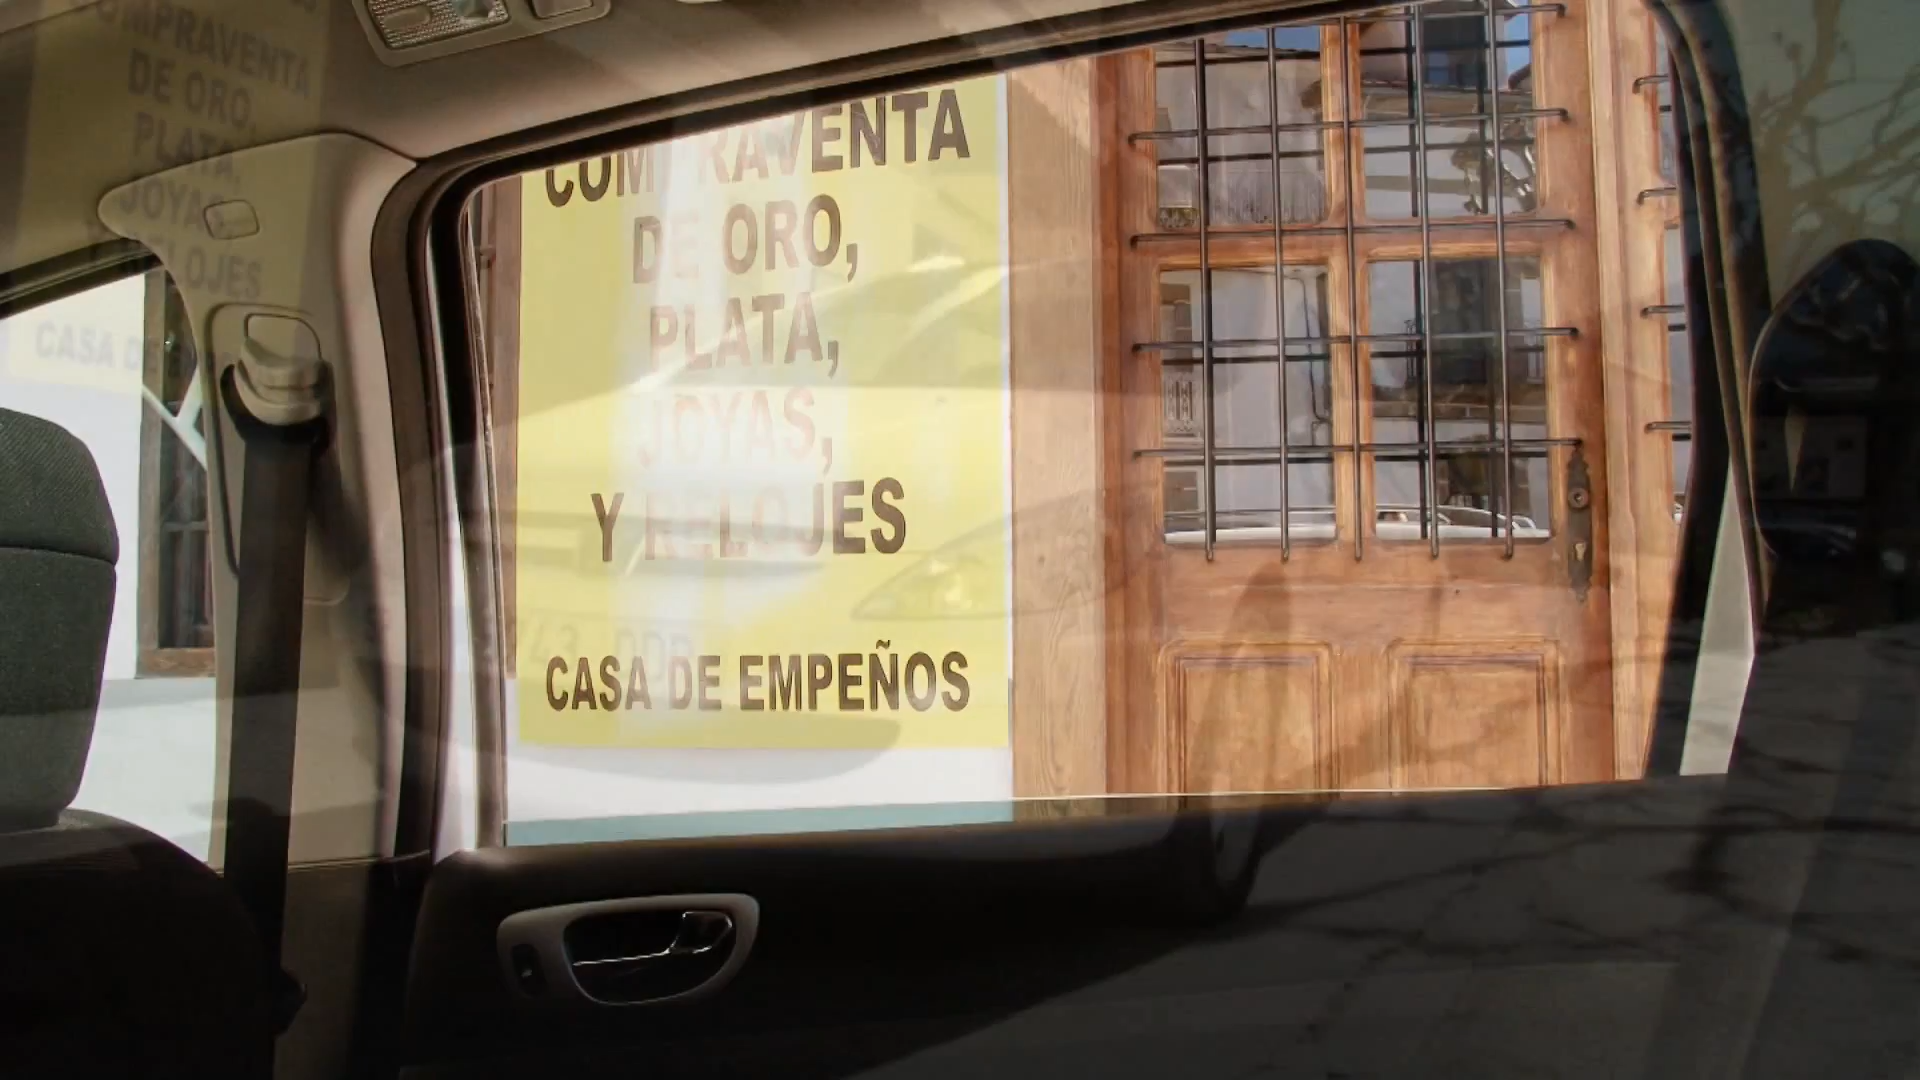 COMPRAVENTA
DE ORO,
PLATA,
JOYAS,
Y RELOJES
CASA DE EMPEÑOS